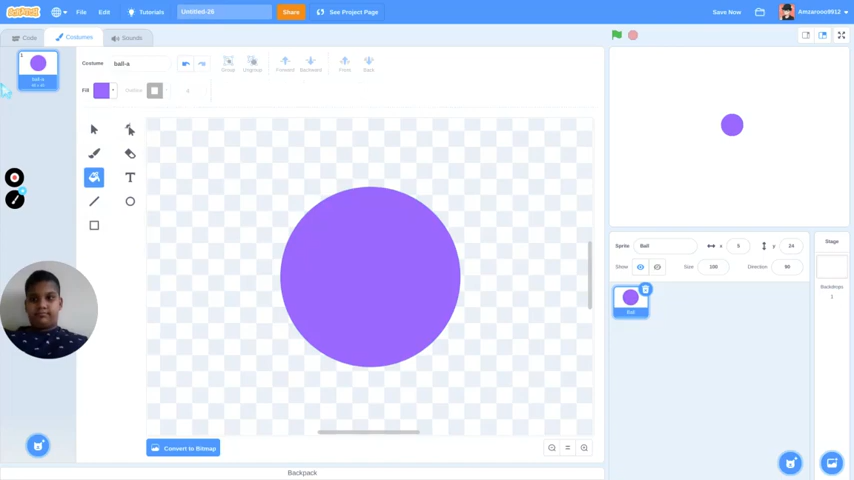 SCRATCH
File
Edit
Tutorials
Untitled-25
Share
See Project Page
Save Now
Amzarooo9912
Code
Costumes
Sounds
1
ball-a
Costume
ball-a
Group
Ungroup
Forward
Backward
Front
Back
Fill
Outline
Sprite
Ball
x
5
y
24
Show
Size
100
Direction
90
Stage
Backdrops
1
Ball
Convert to Bitmap
Backpack